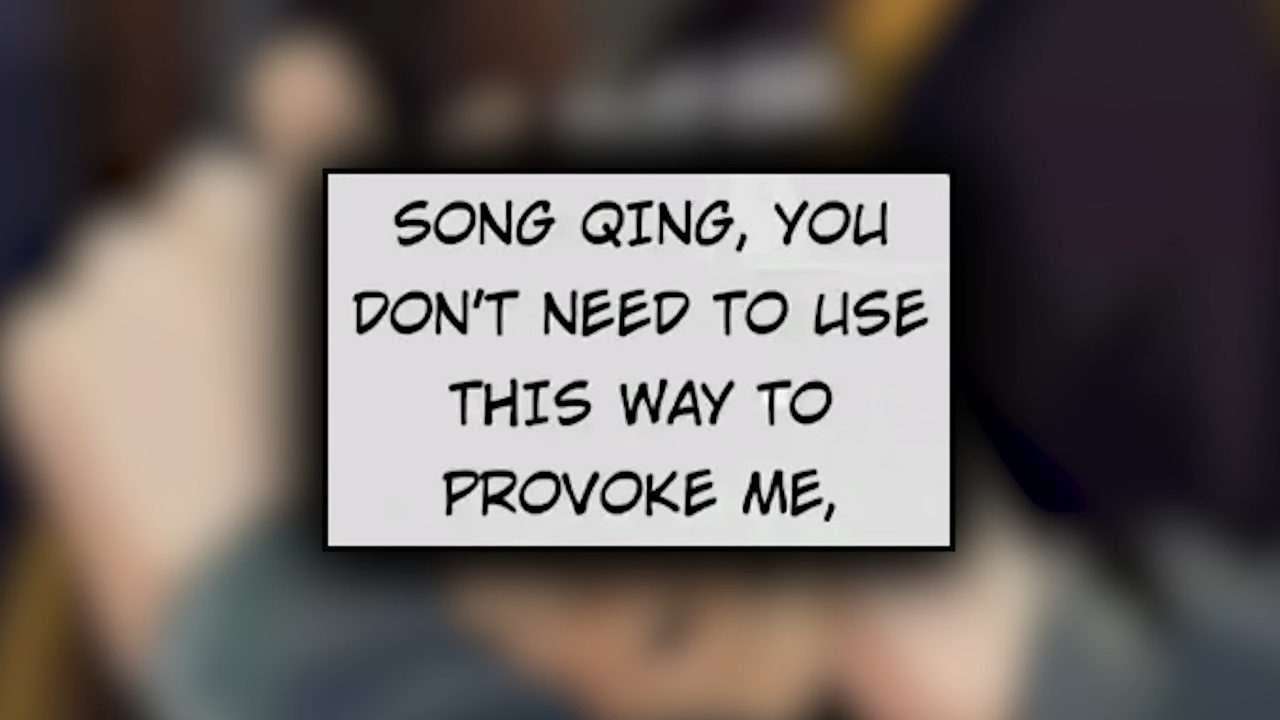 SONG QING, YOU
DON'T NEED TO USE
THIS WAY TO
PROVOKE ME,